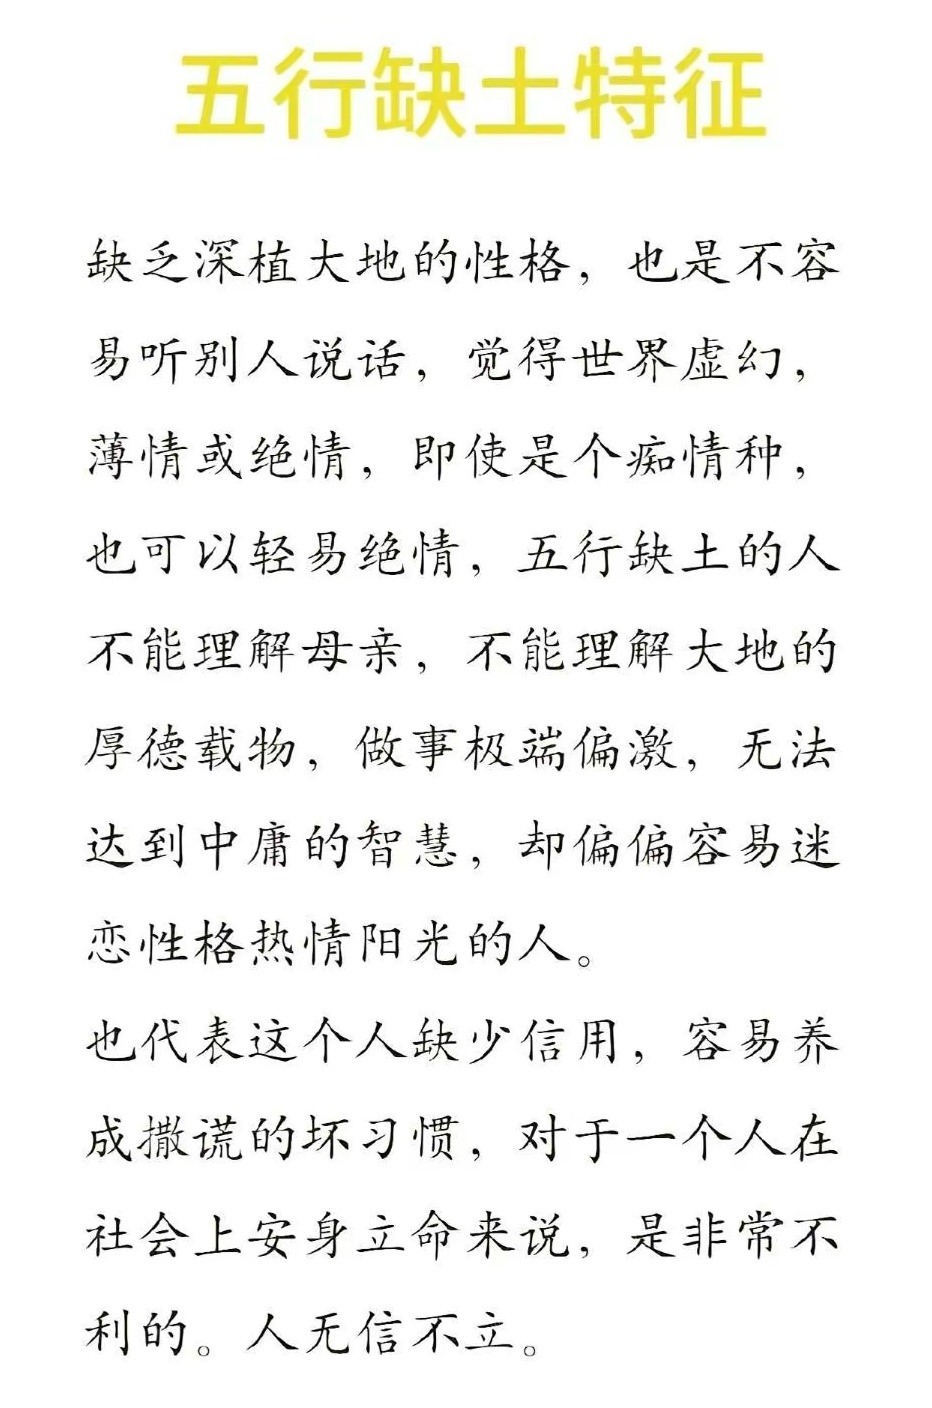 五行缺土特征
缺乏深植大地的性格，也是不容
易听别人说话，觉得世界虚幻，
薄情或绝情，即使是个痴情种，
也可以轻易绝情，五行缺土的人
不能理解母亲，不能理解大地的
厚德载物，做事极端偏激，无法
达到中庸的智慧，却偏偏容易迷
恋性格热情阳光的人。
也代表这个人缺少信用，容易养
成撒谎的坏习惯，对于一个人在
社会上安身立命来说，是非常不
利的。人无信不立。